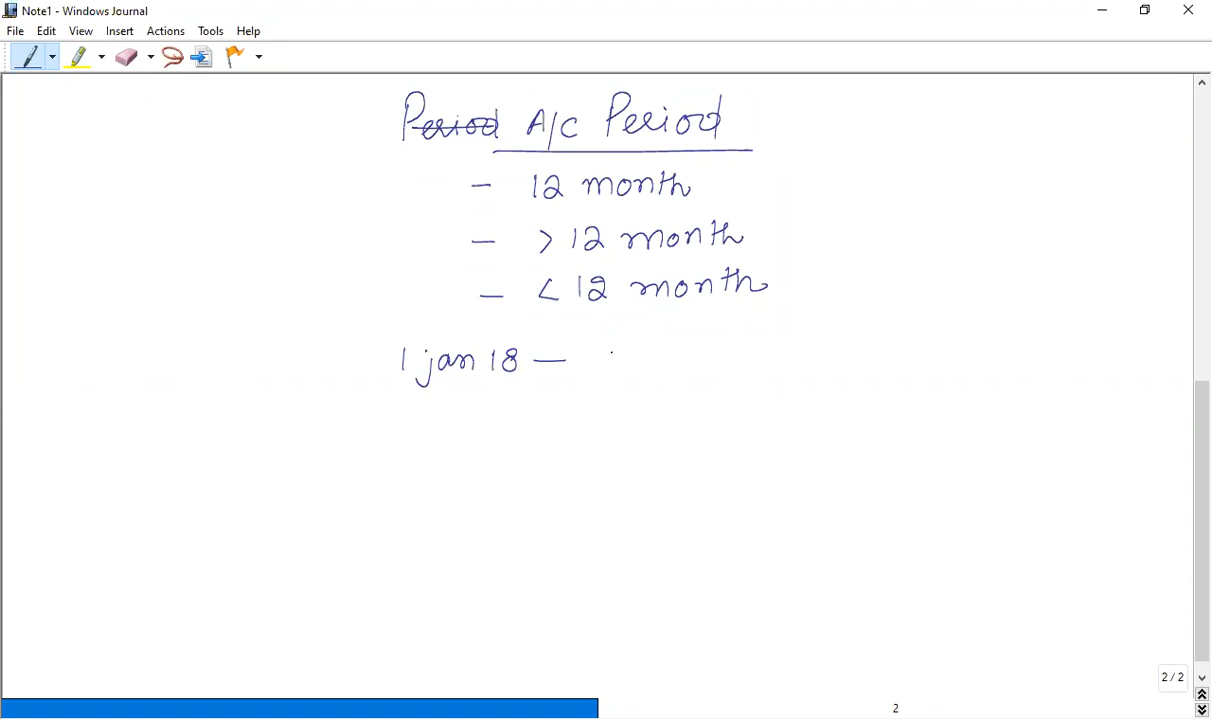 Note1 - Windows Journal
File Edit View Insert Actions Tools Help
Period A/C Period
- 12 month
- > 12 month
- < 12 month
1 jan 18 —
2 / 2
2